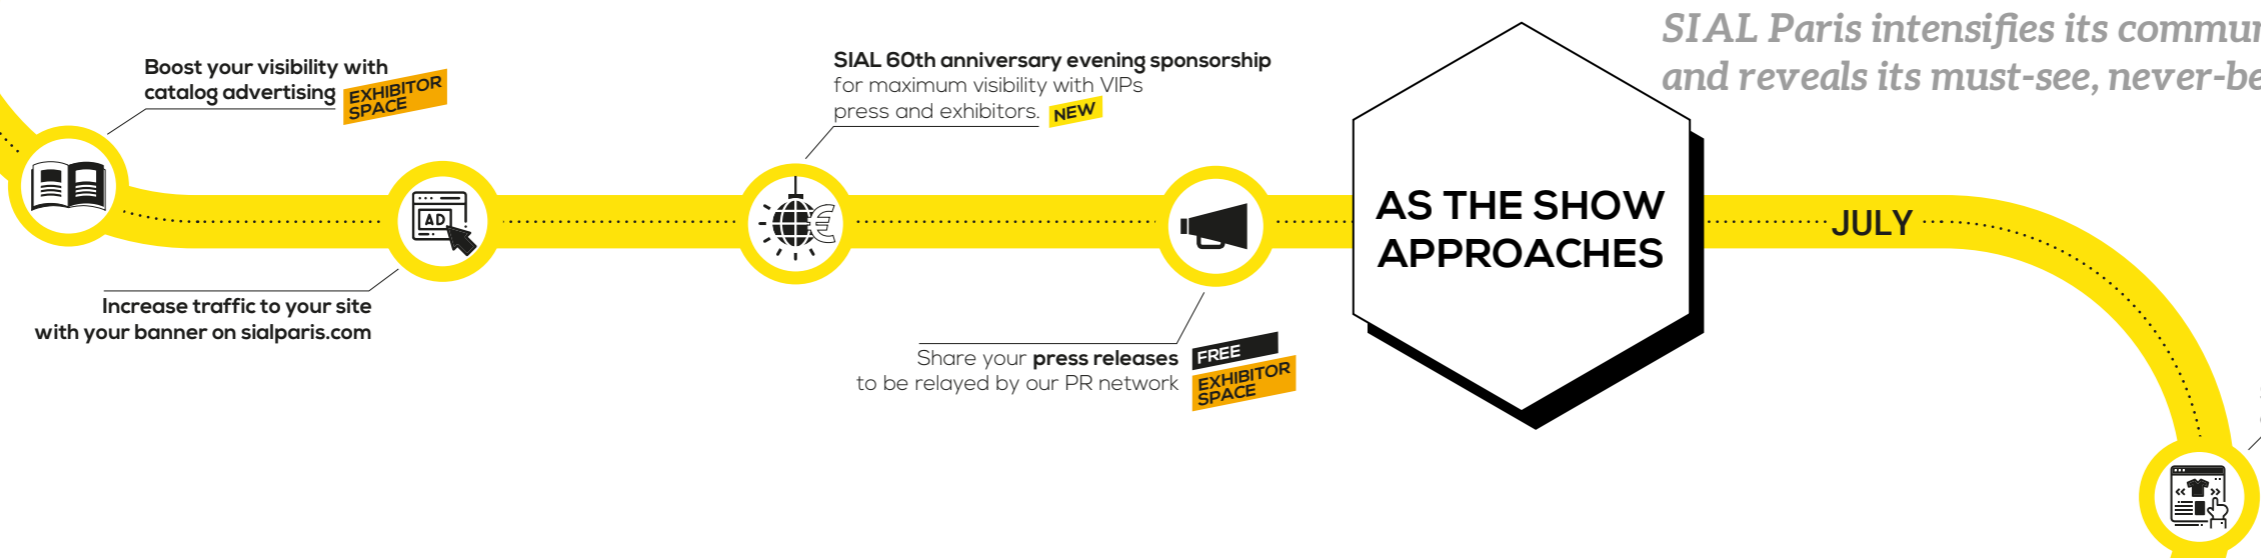 Boost your visibility with
catalog advertising
EXHIBITOR
SPACE
AD
Increase traffic to your site
with your banner on sialparis.com
SIAL 60th anniversary evening sponsorship
for maximum visibility with VIPs
press and exhibitors. NEW
€
Share your press releases
to be relayed by our PR network
FREE
EXHIBITOR
SPACE
AS THE SHOW
APPROACHES
SIAL Paris intensifies its
and reveals its must-see,
JULY